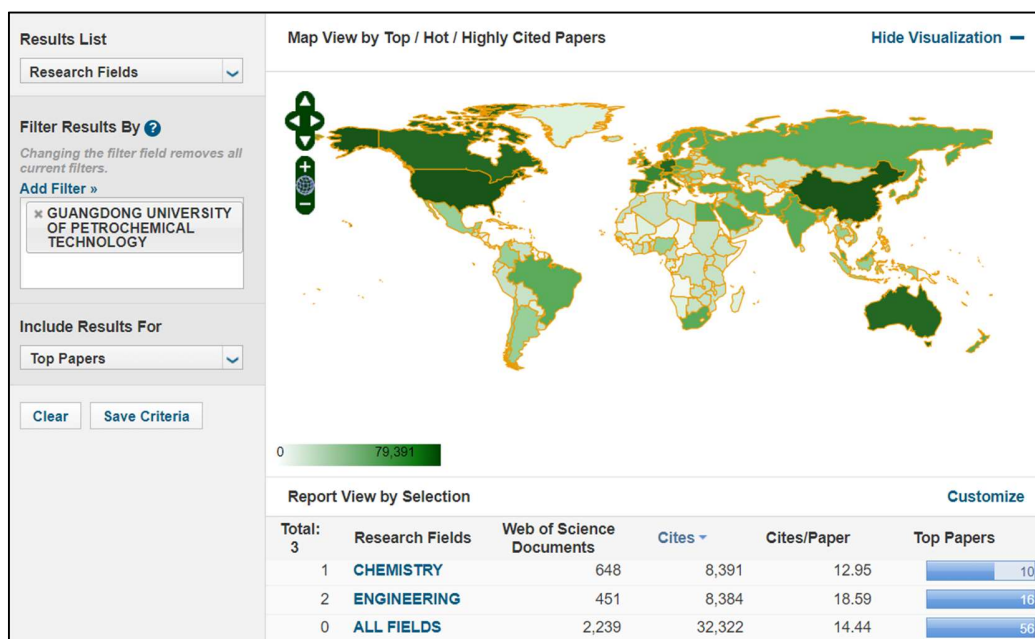 Results List
Research Fields
Filter Results By ?
Changing the filter field removes all
current filters.
Add Filter »
× GUANGDONG UNIVERSITY
OF PETROCHEMICAL
TECHNOLOGY
Include Results For
Top Papers
Clear Save Criteria
Map View by Top / Hot / Highly Cited Papers Hide Visualization −
+
−
0 79,391
Report View by Selection Customize
Total: 3 Research Fields Web of Science Documents Cites Cites/Paper Top Papers
1 CHEMISTRY 648 8,391 12.95 10
2 ENGINEERING 451 8,384 18.59 16
0 ALL FIELDS 2,239 32,322 14.44 56